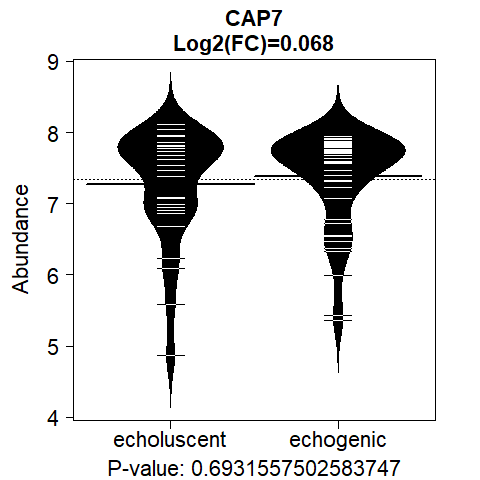 CAP7
Log2(FC)=0.068
9
8
7
6
5
4
Abundance
echoluscent echogenic
P-value: 0.6931557502583747